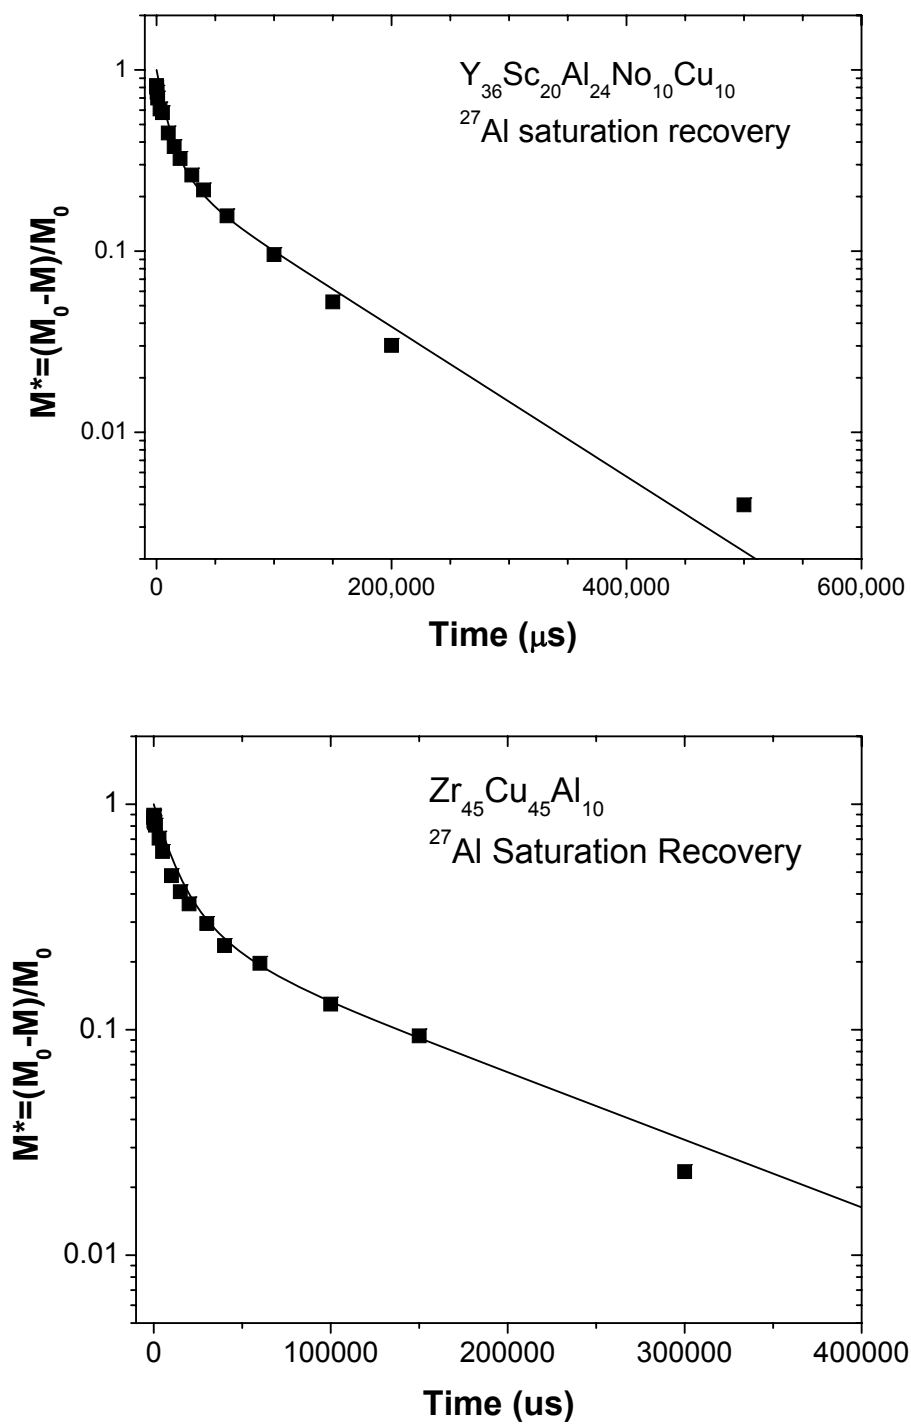 Y36Sc20Al24No10Cu10
27Al saturation recovery
1
0.1
0.01
M*=(M0-M)/M0
0
200,000
400,000
600,000
Time (μs)
Zr45Cu45Al10
27Al Saturation Recovery
1
0.1
0.01
M*=(M0-M)/M0
0
100000
200000
300000
400000
Time (us)